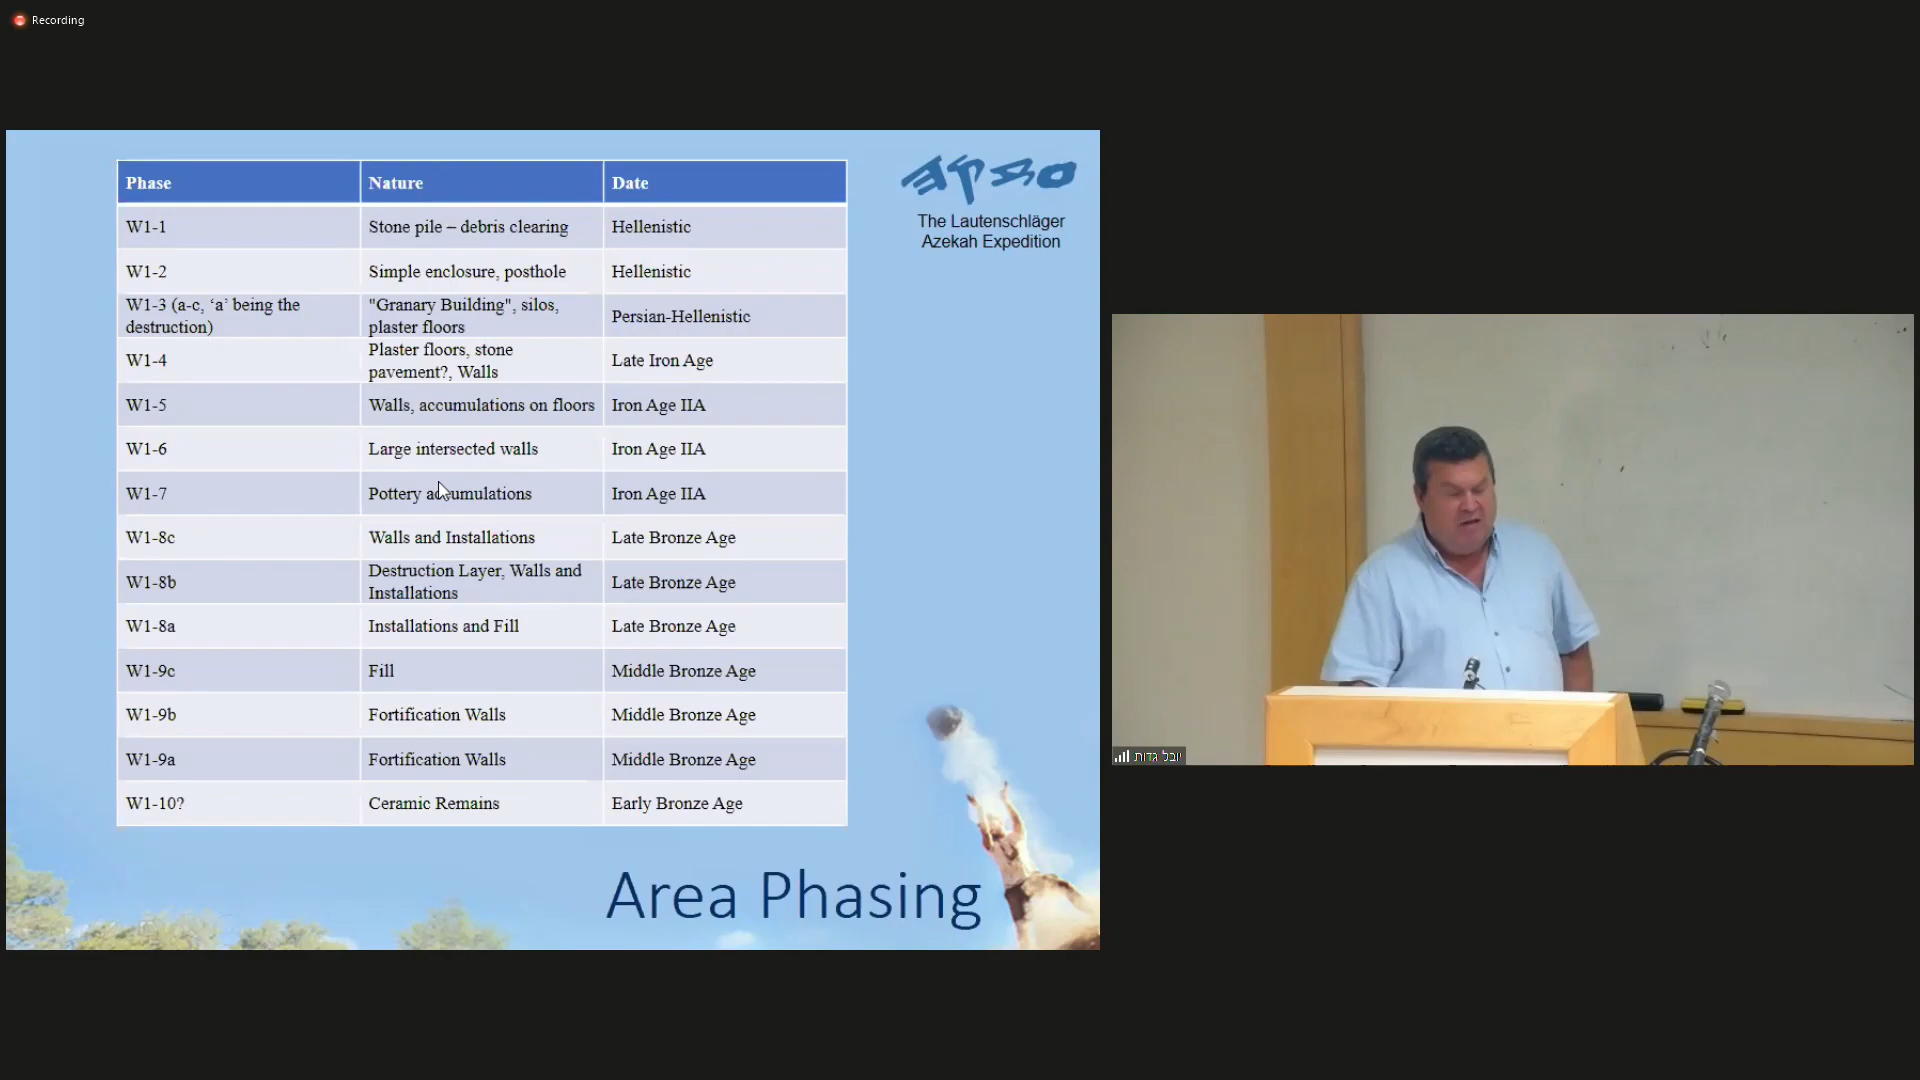 Recording
Phase Nature Date
W1-1 Stone pile – debris clearing Hellenistic
W1-2 Simple enclosure, posthole Hellenistic
W1-3 (a-c, ‘a’ being the destruction) "Granary Building", silos, plaster floors Persian-Hellenistic
W1-4 Plaster floors, stone pavement?, Walls Late Iron Age
W1-5 Walls, accumulations on floors Iron Age IIA
W1-6 Large intersected walls Iron Age IIA
W1-7 Pottery accumulations Iron Age IIA
W1-8c Walls and Installations Late Bronze Age
W1-8b Destruction Layer, Walls and Installations Late Bronze Age
W1-8a Installations and Fill Late Bronze Age
W1-9c Fill Middle Bronze Age
W1-9b Fortification Walls Middle Bronze Age
W1-9a Fortification Walls Middle Bronze Age
W1-10? Ceramic Remains Early Bronze Age
The Lautenschläger
Azekah Expedition
Area Phasing
יובל גדות